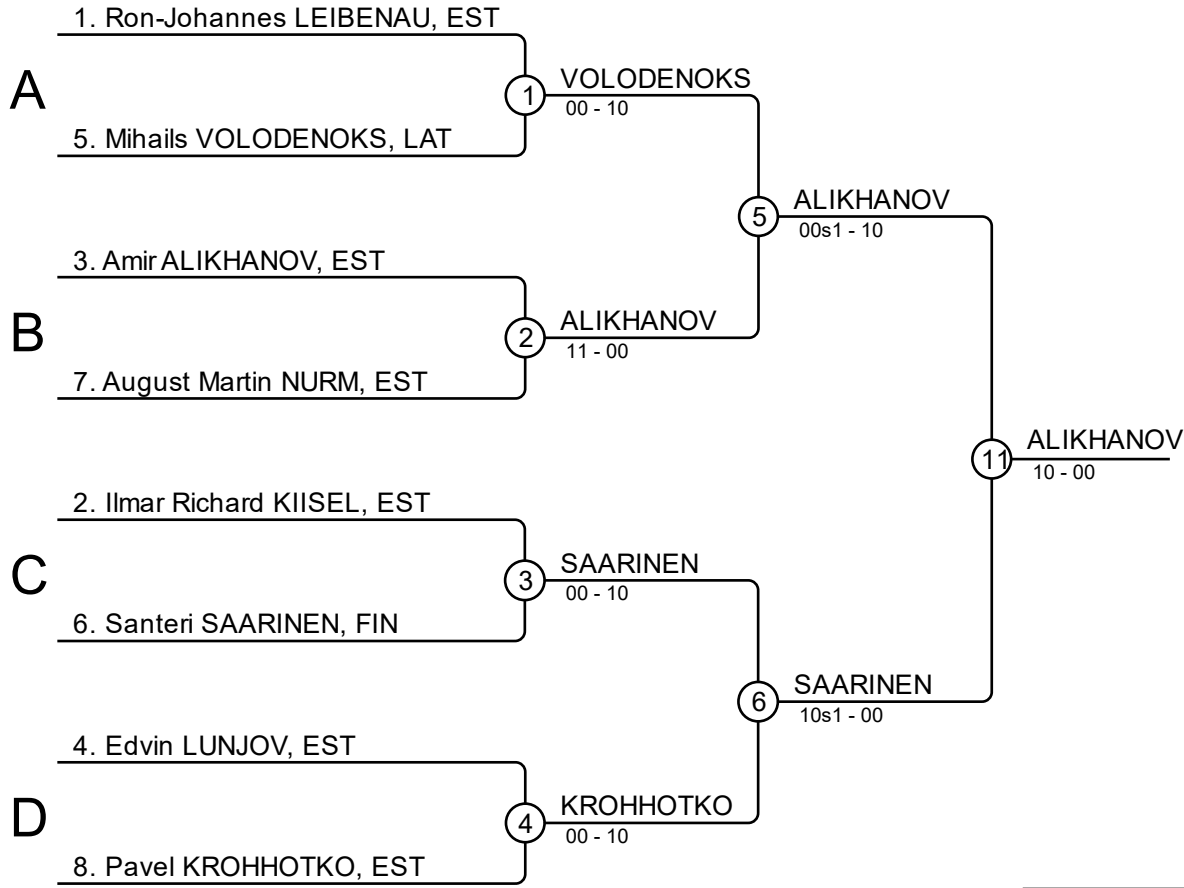 1. Ron-Johannes LEIBENAU, EST
A
1
VOLODENOKS
00 - 10
5. Mihails VOLODENOKS, LAT
5
ALIKHANOV
00s1 - 10
3. Amir ALIKHANOV, EST
B
2
ALIKHANOV
11 - 00
7. August Martin NURM, EST
11
ALIKHANOV
10 - 00
2. Ilmar Richard KIISEL, EST
C
3
SAARINEN
00 - 10
6. Santeri SAARINEN, FIN
6
SAARINEN
10s1 - 00
4. Edvin LUNJOV, EST
D
4
KROHHOTKO
00 - 10
8. Pavel KROHHOTKO, EST